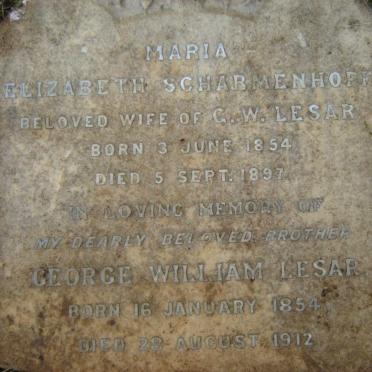 MARIA
ELIZABETH SCHARMENHOFF
BELOVED WIFE OF G.W. LESAR
BORN 3 JUNE 1854
DIED 5 SEPT. 1897.
IN LOVING MEMORY OF
MY DEARLY BELOVED BROTHER
GEORGE WILLIAM LESAR
BORN 16 JANUARY 1854.
DIED 28 AUGUST 1912.